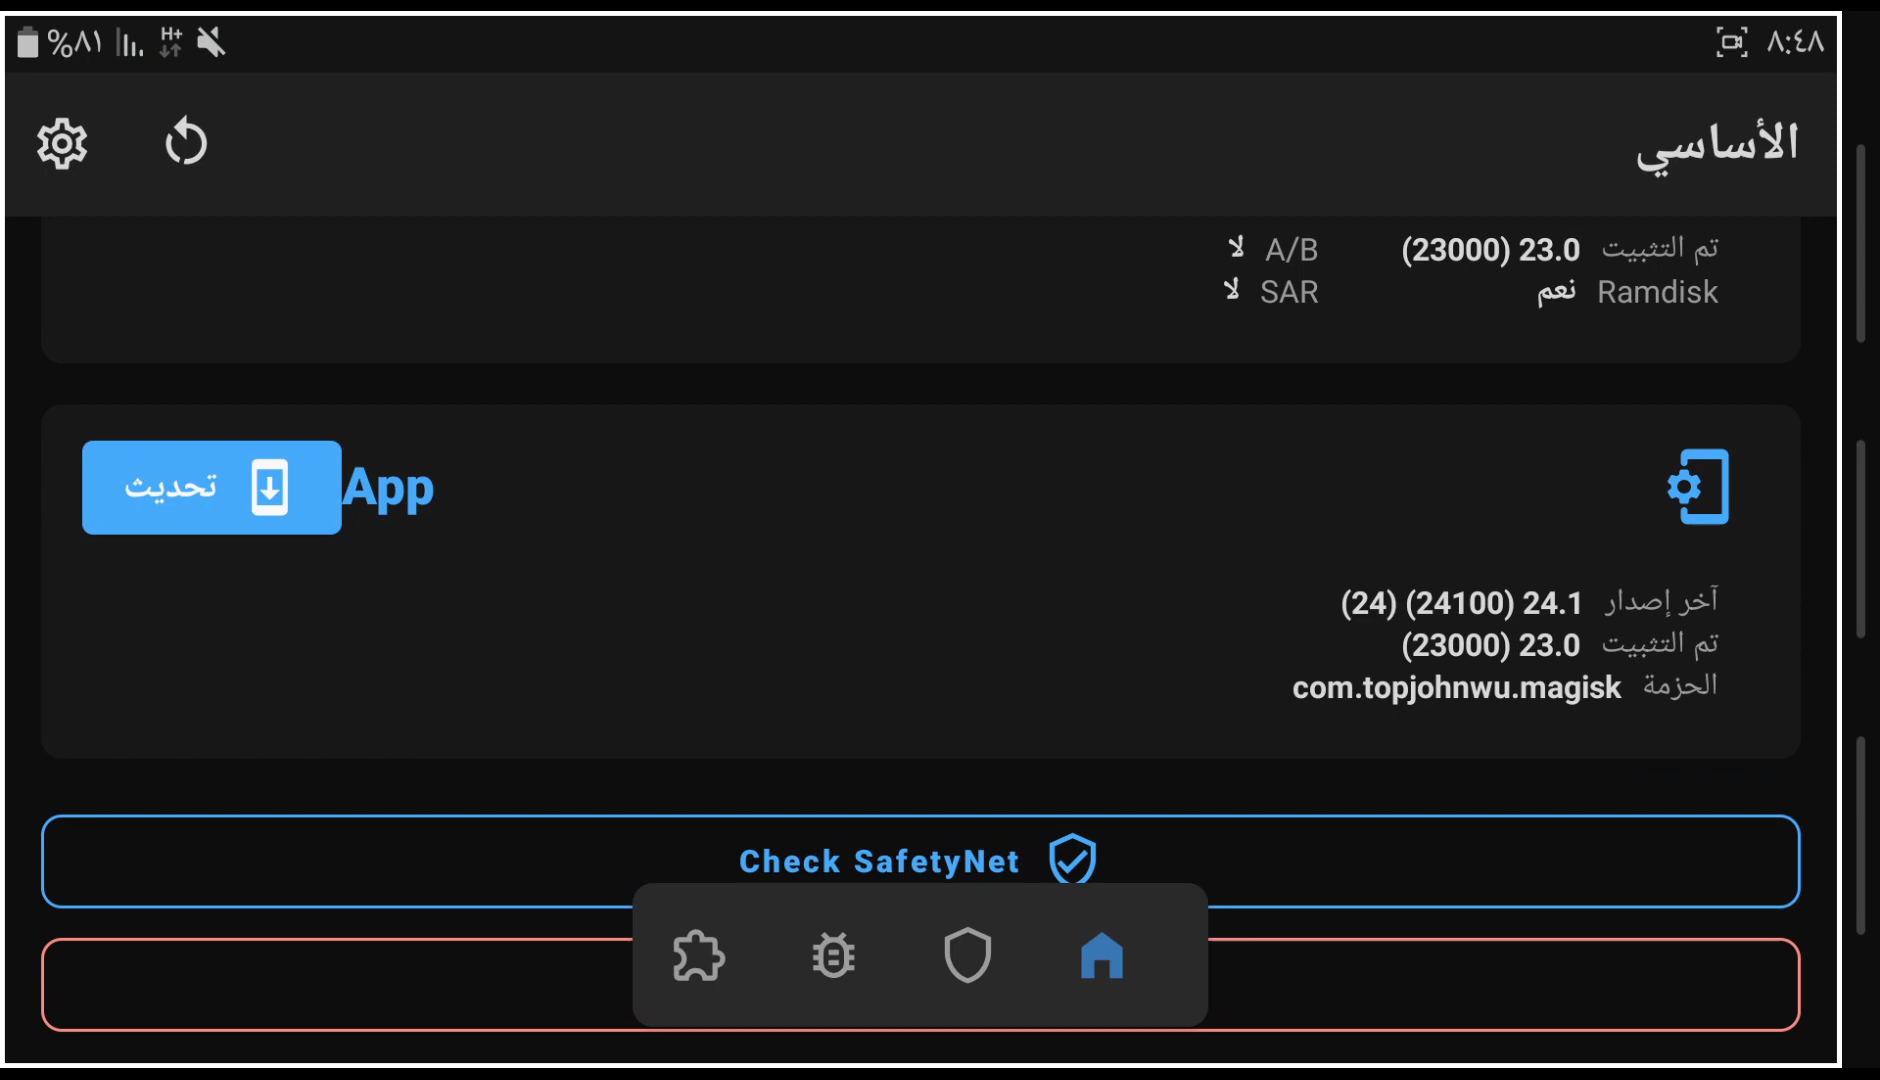 ٨:٤٨ H+ %٨١
الأساسي
تم التثبيت 23.0 (23000) A/B لا
Ramdisk نعم SAR لا
App تحديث
آخر إصدار 24.1 (24100) (24)
تم التثبيت 23.0 (23000)
الحزمة com.topjohnwu.magisk
Check SafetyNet